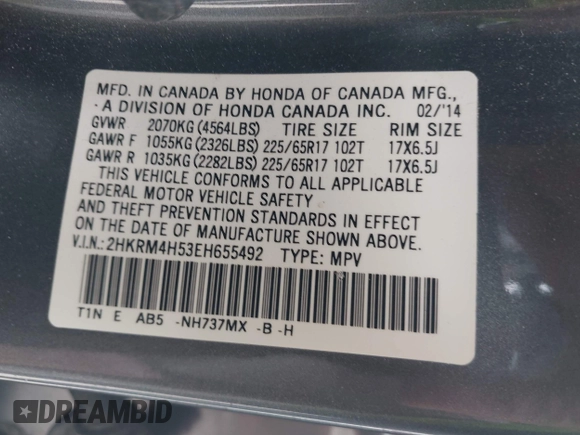 MFD. IN CANADA BY HONDA OF CANADA MFG.,
A DIVISION OF HONDA CANADA INC. 02/'14
GVWR 2070KG (4564LBS) TIRE SIZE RIM SIZE
GAWR F 1055KG (2326LBS) 225/65R17 102T 17X6.5J
GAWR R 1035KG (2282LBS) 225/65R17 102T 17X6.5J
THIS VEHICLE CONFORMS TO ALL APPLICABLE
FEDERAL MOTOR VEHICLE SAFETY
AND THEFT PREVENTION STANDARDS IN EFFECT
ON THE DATE OF MANUFACTURE SHOWN ABOVE.
V.I.N.: 2HKRM4H53EH655492 TYPE: MPV
T1N E AB5 -NH737MX -B -H
DREAMBID